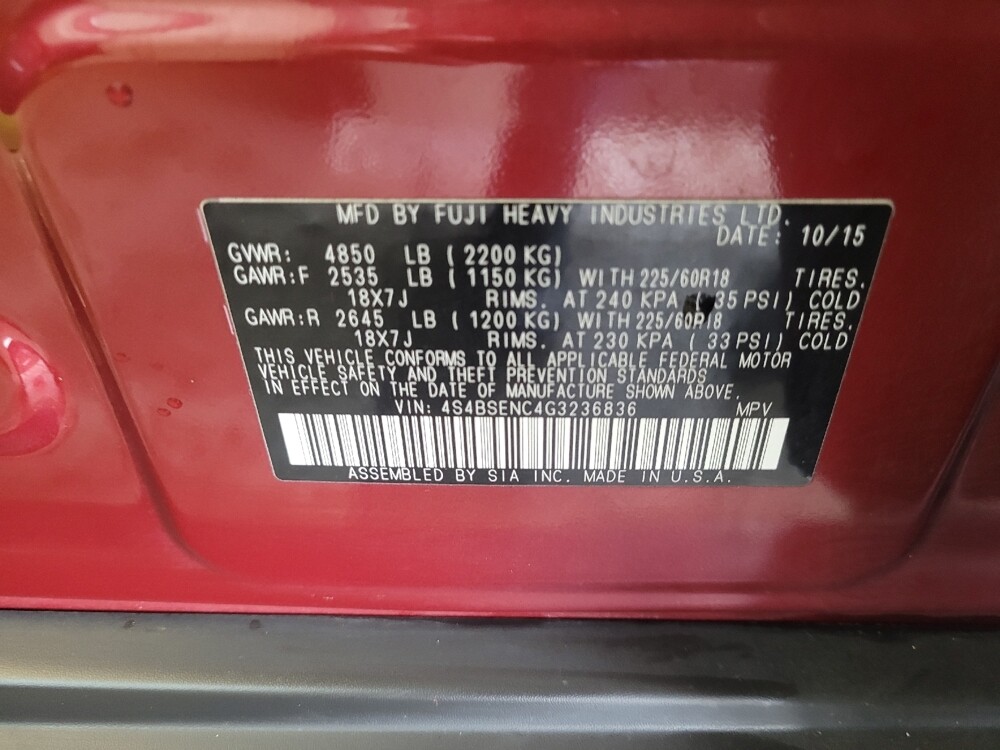 MFD BY FUJI HEAVY INDUSTRIES LTD.
DATE: 10/15
GVWR: 4850 LB ( 2200 KG)
GAWR:F 2535 LB ( 1150 KG) WITH 225/60R18 TIRES.
18X7J RIMS. AT 240 KPA ( 35 PSI) COLD
GAWR:R 2645 LB ( 1200 KG) WITH 225/60R18 TIRES.
18X7J RIMS. AT 230 KPA ( 33 PSI) COLD
THIS VEHICLE CONFORMS TO ALL APPLICABLE FEDERAL MOTOR
VEHICLE SAFETY AND THEFT PREVENTION STANDARDS
IN EFFECT ON THE DATE OF MANUFACTURE SHOWN ABOVE.
VIN: 4S4BSENC4G3236836 MPV
ASSEMBLED BY SIA INC. MADE IN U.S.A.